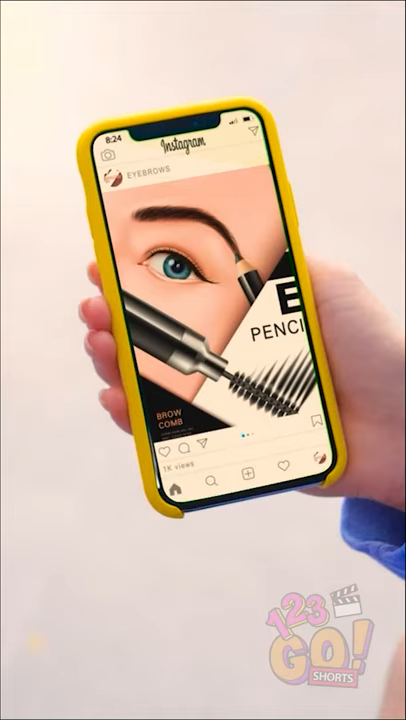 8:24
Instagram
EYEBROWS
E
PENCI
BROW
COMB
1K views
123
GO!
SHORTS